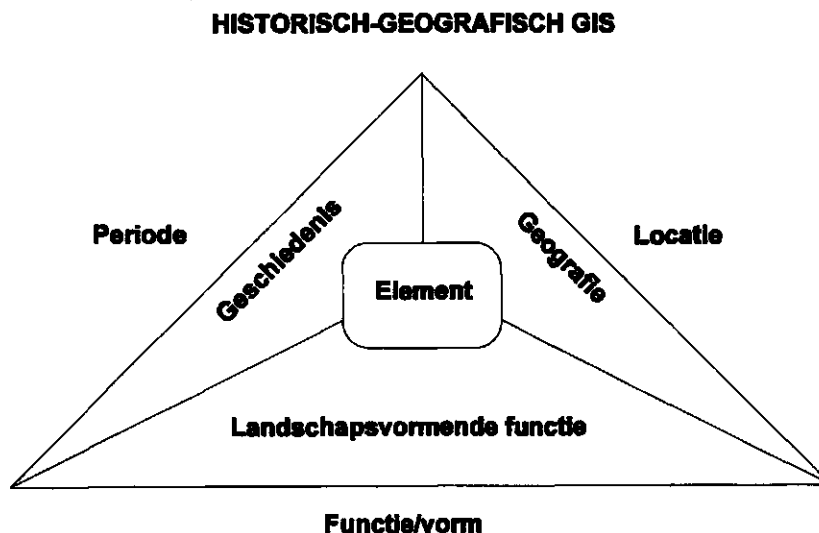 HISTORISCH-GEOGRAFISCH GIS
Periode
Geschiedenis
Geografie
Locatie
Element
Landschapsvormende functie
Functie/vorm